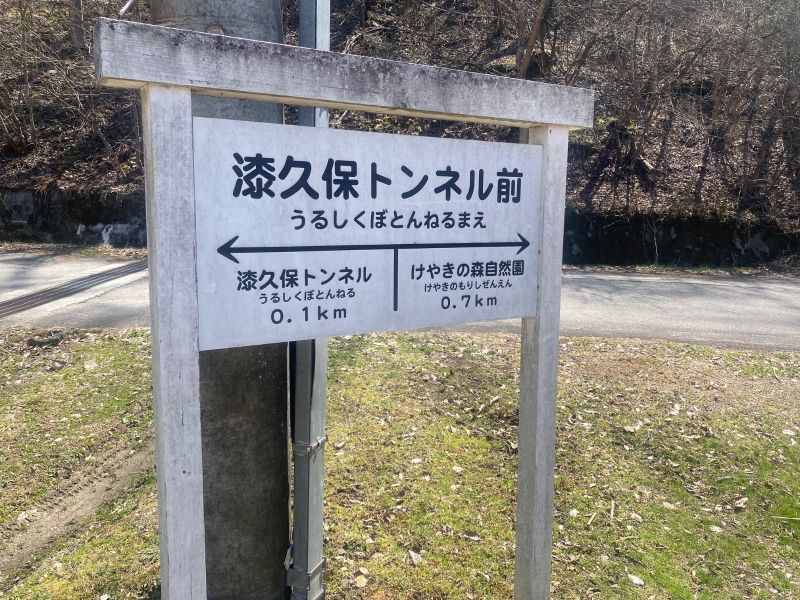 漆久保トンネル前
うるしくぼとんねるまえ
漆久保トンネル
うるしくぼとんねる
0.1km
けやきの森自然園
けやきのもりしぜんえん
0.7km